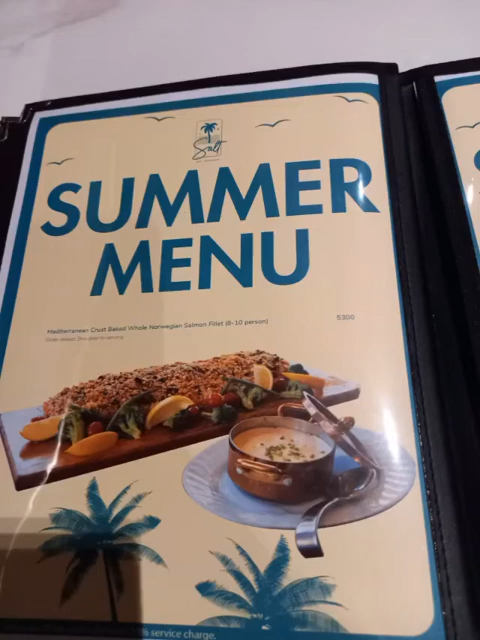 Salt
SUMMER
MENU
Mediterranean Crust Baked Whole Norwegian Salmon Fillet (8-10 person) 5300
% service charge.